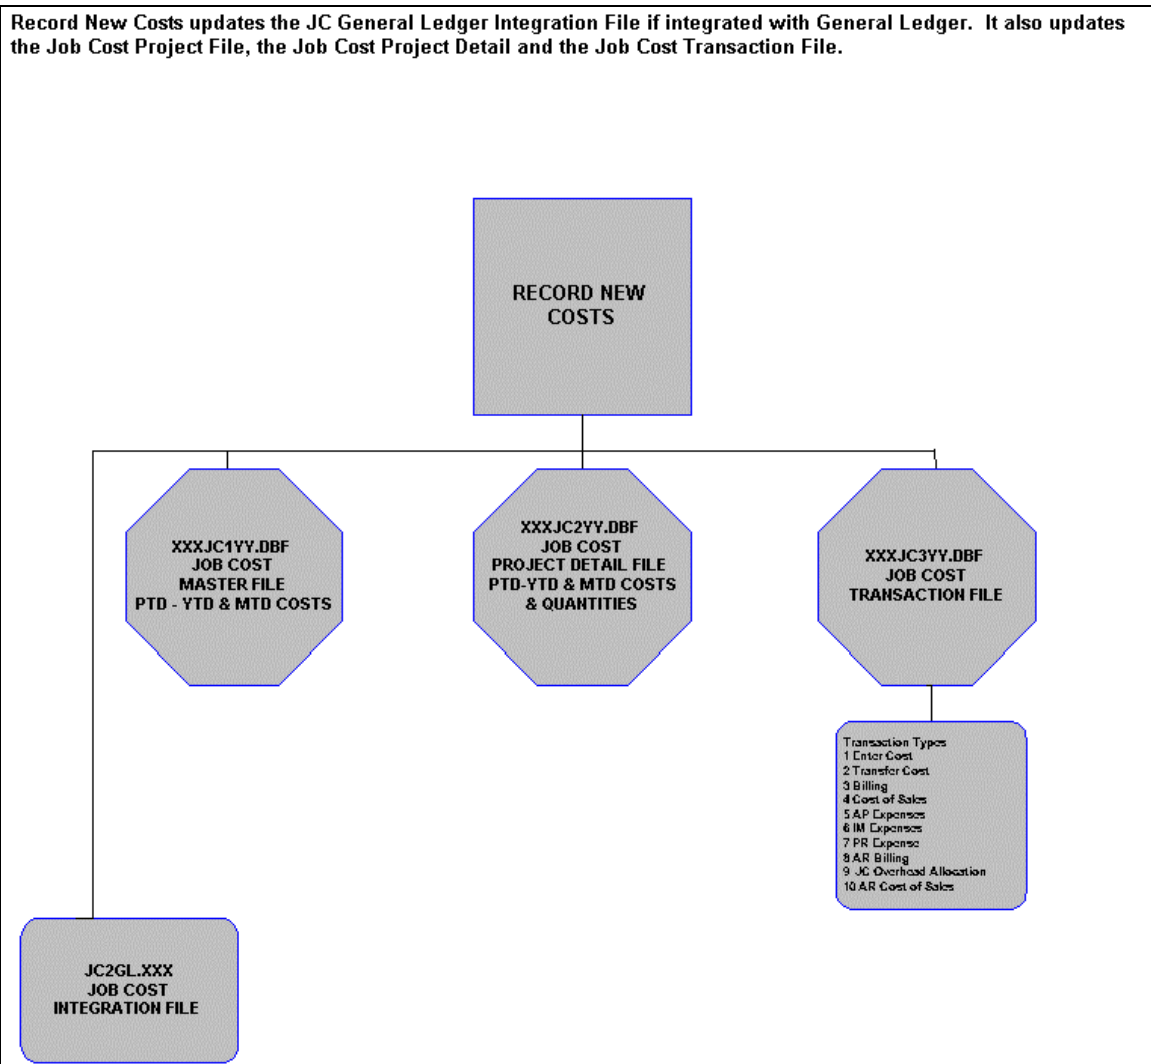 Record New Costs updates the JC General Ledger Integration File if integrated with General Ledger.  It also updates
the Job Cost Project File, the Job Cost Project Detail and the Job Cost Transaction File.
RECORD NEW
COSTS
XXXJC1YY.DBF
JOB COST
MASTER FILE
PTD - YTD & MTD COSTS
XXXJC2YY.DBF
JOB COST
PROJECT DETAIL FILE
PTD-YTD & MTD COSTS
& QUANTITIES
XXXJC3YY.DBF
JOB COST
TRANSACTION FILE
Transaction Types
1 Enter Cost
2 Transfer Cost
3 Billing
4 Cost of Sales
5 AP Expenses
6 IM Expenses
7 PR Expense
8 AR Billing
9 JC Overhead Allocation
10 AR Cost of Sales
JC2GL.XXX
JOB COST
INTEGRATION FILE